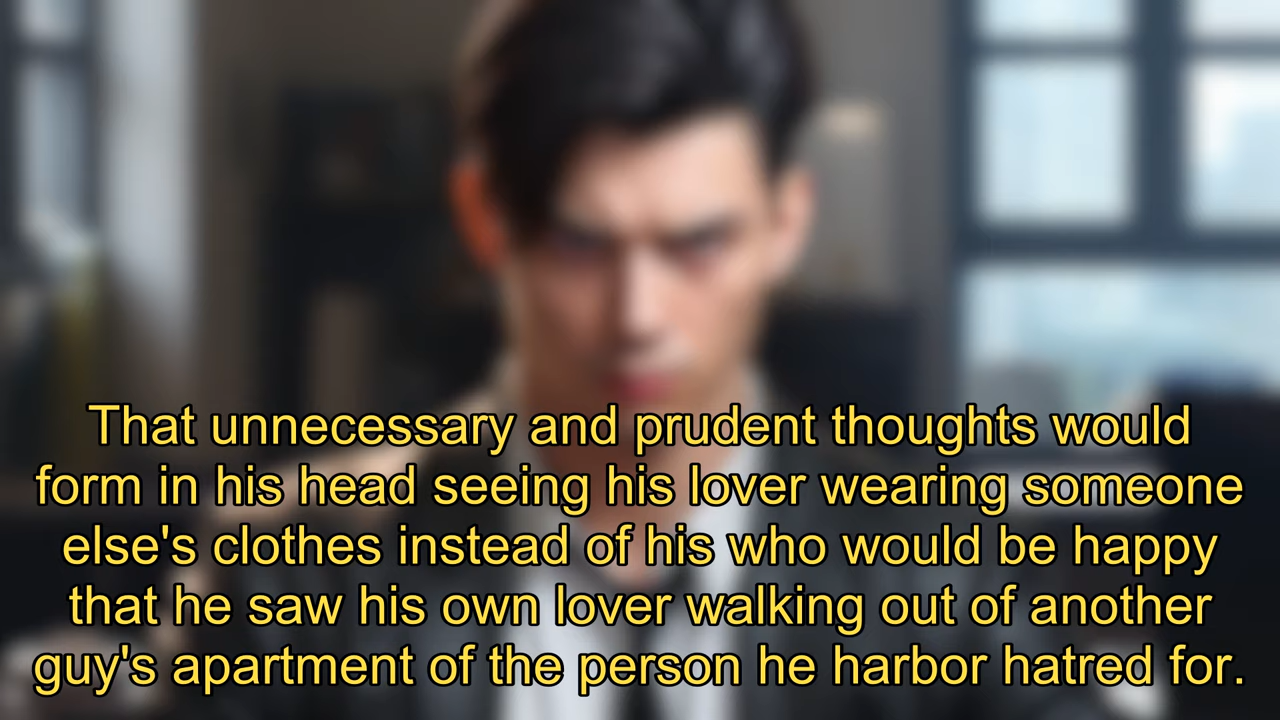 That unnecessary and prudent thoughts would
form in his head seeing his lover wearing someone
else's clothes instead of his who would be happy
that he saw his own lover walking out of another
guy's apartment of the person he harbor hatred for.